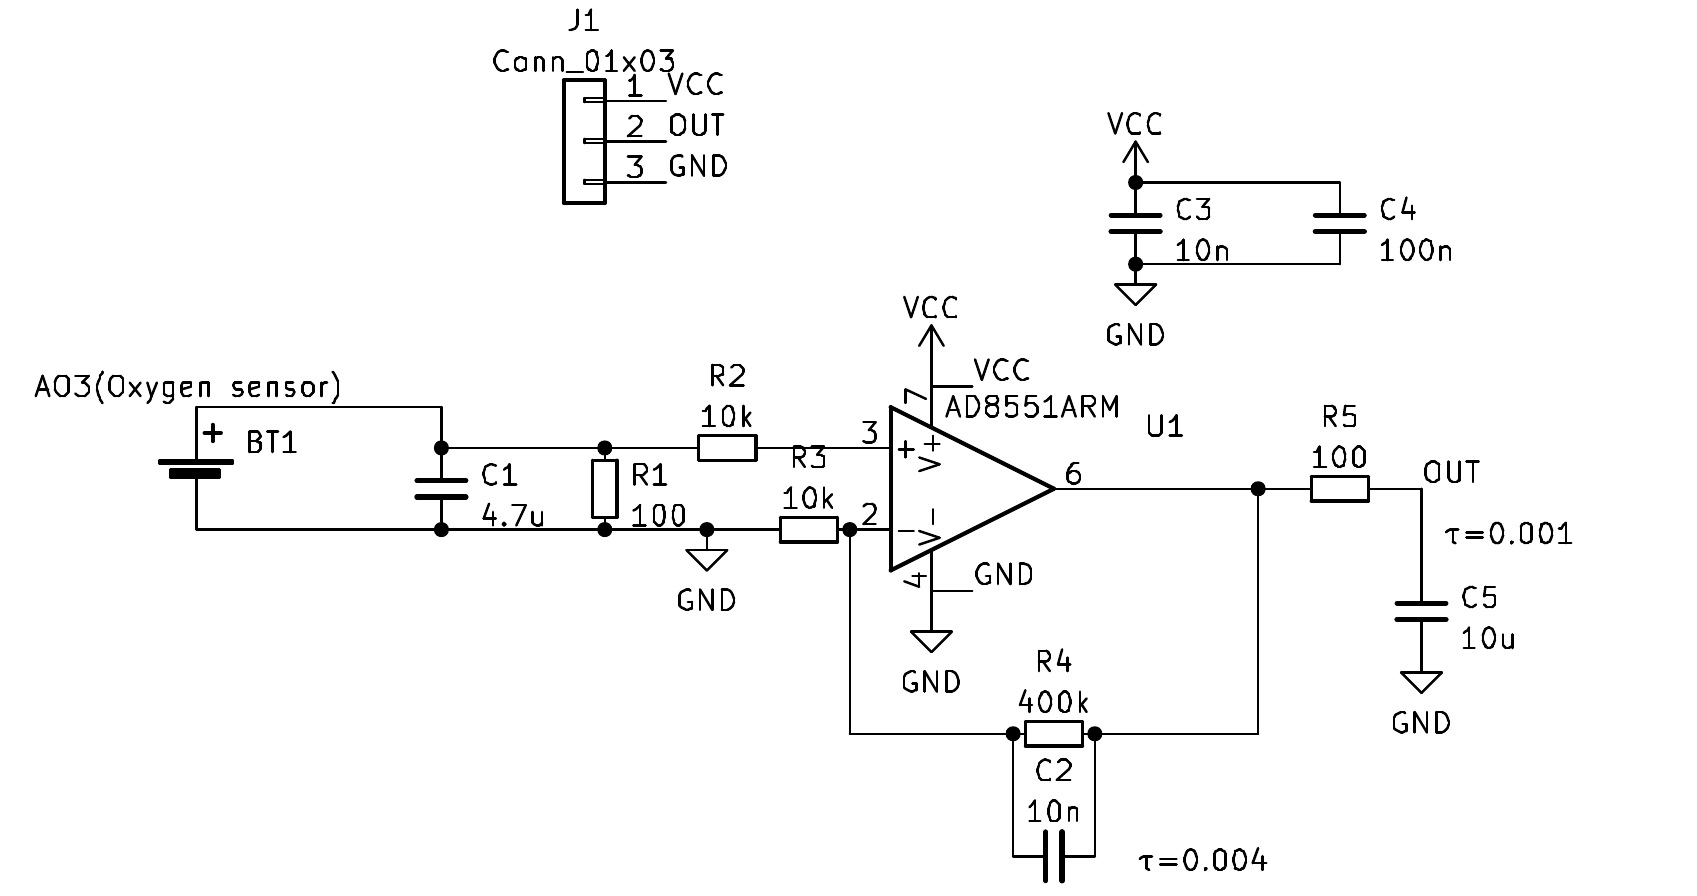 J1
Conn_01x03
1 VCC
2 OUT
3 GND
VCC
C3
10n
C4
100n
GND
VCC
VCC
7
AD8551ARM
U1
AO3(Oxygen sensor)
+
BT1
C1
4.7u
R1
100
R2
10k
R3
10k
GND
3
+
V+
2
-
V-
6
4
GND
GND
R5
100
OUT
τ=0.001
C5
10u
GND
R4
400k
C2
10n
τ=0.004